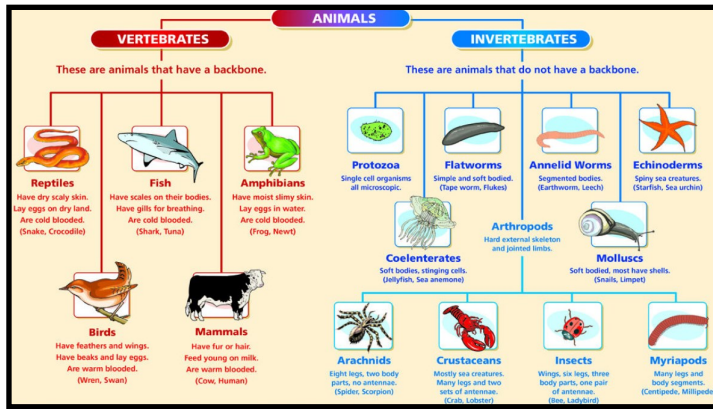 ANIMALS
VERTEBRATES
INVERTEBRATES
These are animals that have a backbone.
These are animals that do not have a backbone.
Reptiles
Have dry scaly skin.
Lay eggs on dry land.
Are cold blooded.
(Snake, Crocodile)
Fish
Have scales on their bodies.
Have gills for breathing.
Are cold blooded.
(Shark, Tuna)
Amphibians
Have moist slimy skin.
Lay eggs in water.
Are cold blooded.
(Frog, Newt)
Birds
Have feathers and wings.
Have beaks and lay eggs.
Are warm blooded.
(Wren, Swan)
Mammals
Have fur or hair.
Feed young on milk.
Are warm blooded.
(Cow, Human)
Protozoa
Single cell organisms
all microscopic.
Flatworms
Simple and soft bodied.
(Tape worm, Flukes)
Annelid Worms
Segmented bodies.
(Earthworm, Leech)
Echinoderms
Spiny sea creatures.
(Starfish, Sea urchin)
Coelenterates
Soft bodies, stinging cells.
(Jellyfish, Sea anemone)
Arthropods
Hard external skeleton
and jointed limbs.
Molluscs
Soft bodied, most have shells.
(Snails, Limpet)
Arachnids
Eight legs, two body
parts, no antennae.
(Spider, Scorpion)
Crustaceans
Mostly sea creatures.
Many legs and two
sets of antennae.
(Crab, Lobster)
Insects
Wings, six legs, three
body parts, one pair
of antennae.
(Bee, Ladybird)
Myriapods
Many legs and
body segments.
(Centipede, Millipede)